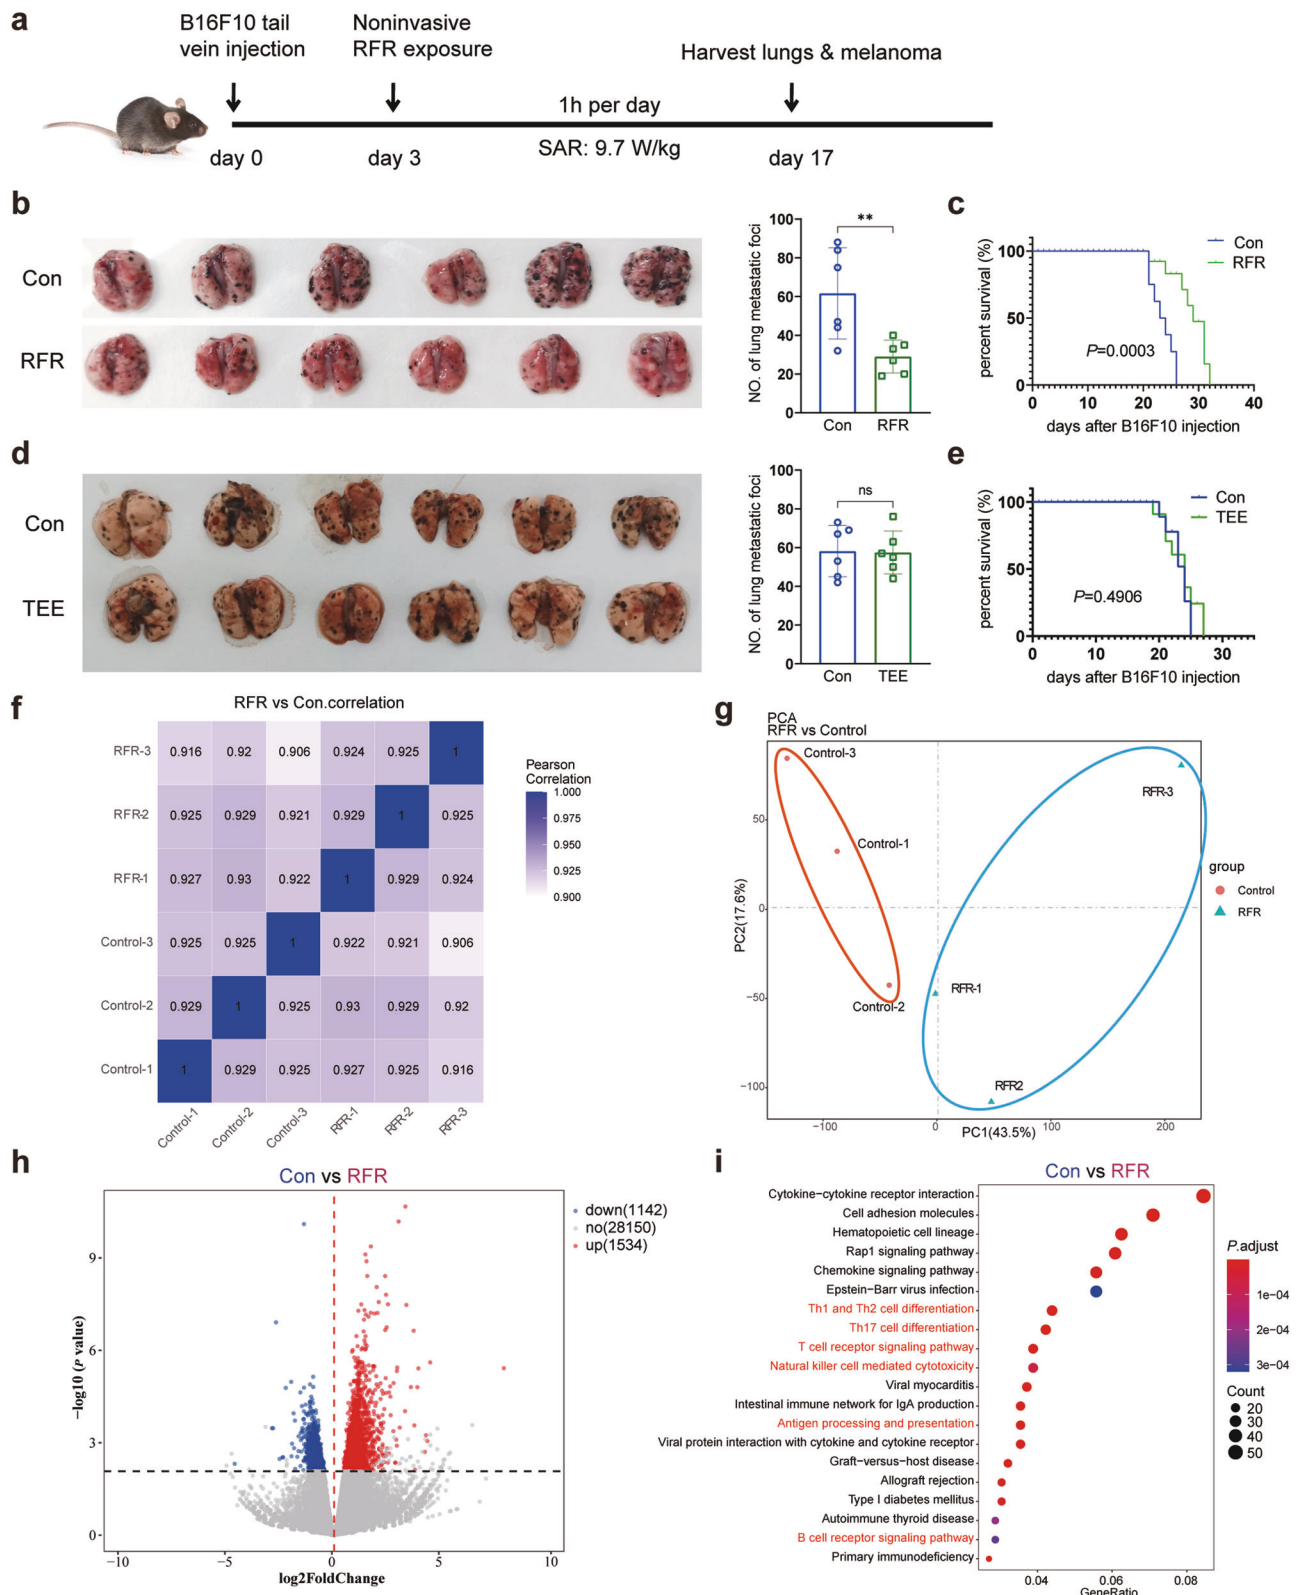 a
B16F10 tail
vein injection
Noninvasive
RFR exposure
Harvest lungs & melanoma
1h per day
day 0
day 3
SAR: 9.7 W/kg
day 17
b
Con
RFR
NO. of lung metastatic foci
100
80
60
40
20
0
**
Con
RFR
c
percent survival (%)
100
50
0
Con
RFR
P=0.0003
0
10
20
30
40
days after B16F10 injection
d
Con
TEE
NO. of lung metastatic foci
100
80
60
40
20
0
ns
Con
TEE
e
percent survival (%)
100
50
0
Con
TEE
P=0.4906
0
10
20
30
days after B16F10 injection
f
RFR vs Con.correlation
RFR-3 0.916 0.92 0.906 0.924 0.925 1
RFR-2 0.925 0.929 0.921 0.929 1 0.925
RFR-1 0.927 0.93 0.922 1 0.929 0.924
Control-3 0.925 0.925 1 0.922 0.921 0.906
Control-2 0.929 1 0.925 0.93 0.929 0.92
Control-1 1 0.929 0.925 0.927 0.925 0.916
Control-1 Control-2 Control-3 RFR-1 RFR-2 RFR-3
Pearson
Correlation
1.000
0.975
0.950
0.925
0.900
g
PCA
RFR vs Control
Control-3
RFR-3
Control-1
RFR-1
Control-2
RFR2
PC2(17.6%)
50
0
−50
−100
−100
0
100
200
PC1(43.5%)
group
Control
RFR
h
Con vs RFR
down(1142)
no(28150)
up(1534)
−log10 (P value)
9
6
3
0
−10
−5
0
5
10
log2FoldChange
i
Con vs RFR
Cytokine−cytokine receptor interaction
Cell adhesion molecules
Hematopoietic cell lineage
Rap1 signaling pathway
Chemokine signaling pathway
Epstein−Barr virus infection
Th1 and Th2 cell differentiation
Th17 cell differentiation
T cell receptor signaling pathway
Natural killer cell mediated cytotoxicity
Viral myocarditis
Intestinal immune network for IgA production
Antigen processing and presentation
Viral protein interaction with cytokine and cytokine receptor
Graft−versus−host disease
Allograft rejection
Type I diabetes mellitus
Autoimmune thyroid disease
B cell receptor signaling pathway
Primary immunodeficiency
0.04
0.06
0.08
GeneRatio
P.adjust
1e−04
2e−04
3e−04
Count
20
30
40
50